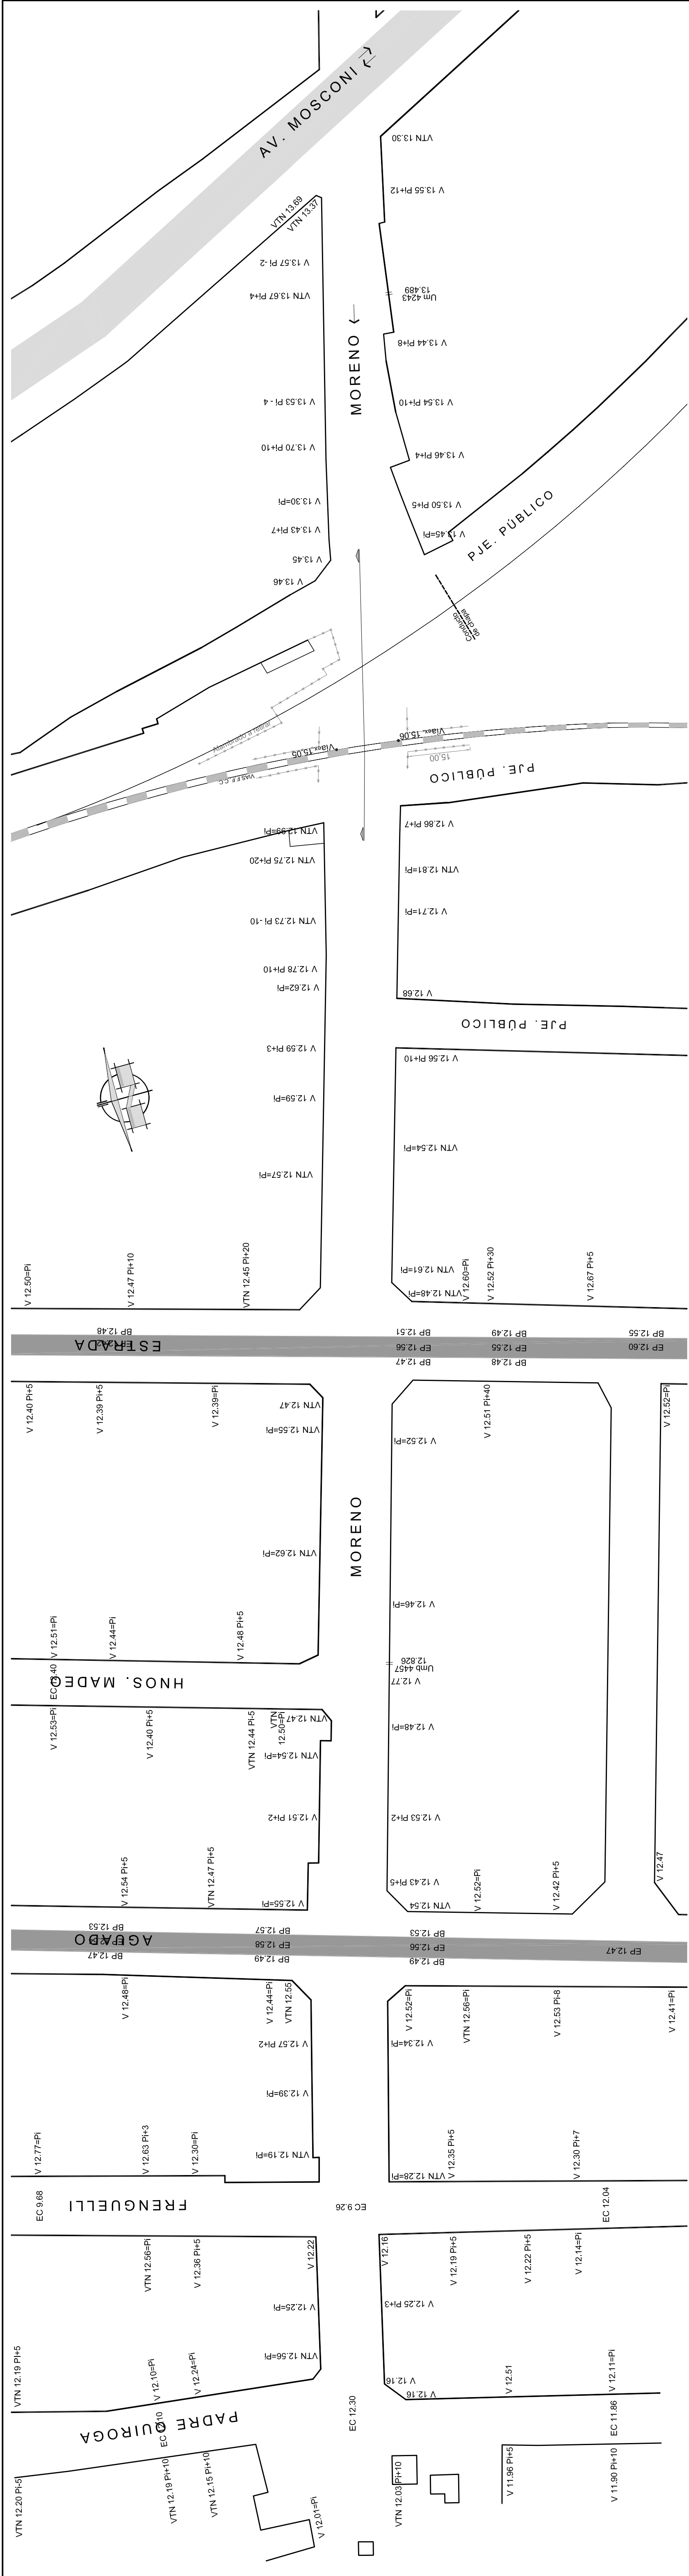 AV. MOSCONI
VTN 13.30
V 13.55 Pi+12
VTN 13.69
VTN 13.37
V 13.57 Pi -2
VTN 13.67 Pi+4
Um 4243
13.489
MORENO
V 13.44 Pi+8
V 13.53 Pi - 4
V 13.54 Pi+10
V 13.70 Pi+10
V 13.46 Pi+4
V 13.30=Pi
V 13.50 Pi+5
V 13.43 Pi+7
V 13.45=Pi
PJE. PÚBLICO
V 13.45
V 13.46
Conducto
de chapa
Víaex. 15.05
Víaex. 15.06
15.00
VIAS F.F.C.C.
PJE. PÚBLICO
VTN 12.99=Pi
V 12.86 Pi+7
VTN 12.75 Pi+20
VTN 12.81=Pi
VTN 12.73 Pi -10
V 12.71=Pi
V 12.78 Pi+10
V 12.62=Pi
V 12.68
PJE. PÚBLICO
V 12.59 Pi+3
V 12.56 Pi+10
V 12.59=Pi
VTN 12.54=Pi
VTN 12.57=Pi
V 12.50=Pi
V 12.47 Pi+10
VTN 12.45 Pi+20
VTN 12.61=Pi
VTN 12.48=Pi
V 12.60=Pi
V 12.52 Pi+30
V 12.67 Pi+5
BP 12.48
BP 12.51
BP 12.49
BP 12.55
ESTRADA
EP 12.56
EP 12.55
EP 12.60
BP 12.47
BP 12.48
V 12.40 Pi+5
V 12.39 Pi+5
V 12.39=Pi
VTN 12.47
VTN 12.55=Pi
V 12.52=Pi
V 12.51 Pi+40
V 12.52=Pi
MORENO
VTN 12.62=Pi
V 12.46=Pi
V 12.51=Pi
V 12.44=Pi
V 12.48 Pi+5
Umb 4457
12.826
V 12.77
HNOS. MADEO
V 12.53=Pi
V 12.40 Pi+5
VTN 12.44 Pi-5
VTN
12.50=Pi
VTN 12.47
VTN 12.54=Pi
V 12.48=Pi
V 12.51 Pi+2
V 12.53 Pi+2
V 12.54 Pi+5
VTN 12.47 Pi+5
V 12.55=Pi
V 12.43 Pi+5
VTN 12.54
V 12.52=Pi
V 12.42 Pi+5
V 12.47
BP 12.53
BP 12.57
BP 12.53
AGUADO
EP 12.58
EP 12.56
EP 12.47
BP 12.47
BP 12.49
BP 12.49
V 12.48=Pi
V 12.44=Pi
VTN 12.55
V 12.52=Pi
VTN 12.56=Pi
V 12.53 Pi-8
V 12.41=Pi
V 12.57 Pi+2
V 12.34=Pi
V 12.39=Pi
V 12.77=Pi
V 12.63 Pi+3
V 12.30=Pi
VTN 12.19=Pi
VTN 12.28=Pi
V 12.35 Pi+5
V 12.30 Pi+7
EC 9.68
FRENGUELLI
EC 9.26
EC 12.04
VTN 12.56=Pi
V 12.36 Pi+5
V 12.22
V 12.16
V 12.19 Pi+5
V 12.22 Pi+5
V 12.14=Pi
V 12.25=Pi
V 12.25 Pi+3
VTN 12.19 Pi+5
V 12.10=Pi
V 12.24=Pi
VTN 12.56=Pi
V 12.16
V 12.16
V 12.51
V 12.11=Pi
PADRE QUIROGA
EC 12.30
EC 11.86
VTN 12.20 Pi-5
VTN 12.19 Pi+10
VTN 12.15 Pi+10
V 12.01=Pi
VTN 12.03 Pi+10
V 11.96 Pi+5
V 11.90 Pi+10